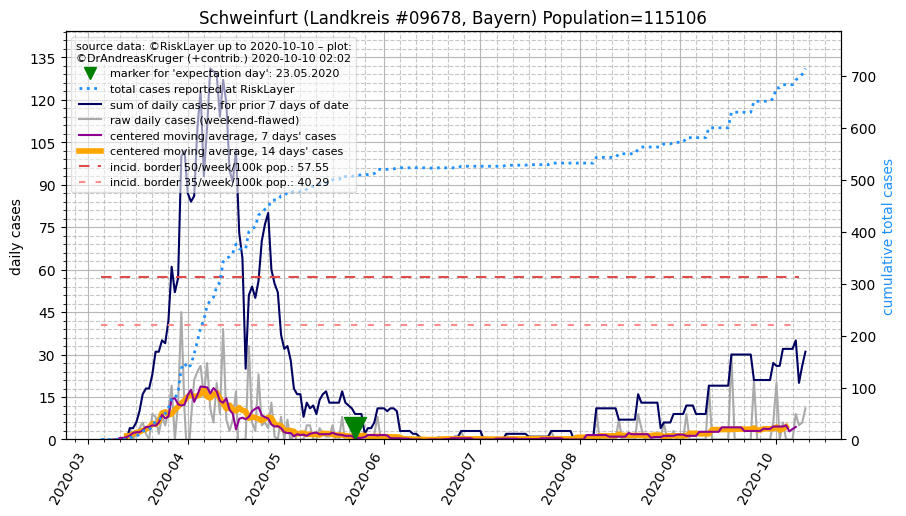 Schweinfurt (Landkreis #09678, Bayern) Population=115106
source data: ©RiskLayer up to 2020-10-10 – plot:
©DrAndreasKruger (+contrib.) 2020-10-10 02:02
marker for 'expectation day': 23.05.2020
total cases reported at RiskLayer
sum of daily cases, for prior 7 days of date
raw daily cases (weekend-flawed)
centered moving average, 7 days' cases
centered moving average, 14 days' cases
incid. border 50/week/100k pop.: 57.55
incid. border 35/week/100k pop.: 40.29
daily cases
135
120
105
90
75
60
45
30
15
0
cumulative total cases
700
600
500
400
300
200
100
0
2020-03
2020-04
2020-05
2020-06
2020-07
2020-08
2020-09
2020-10